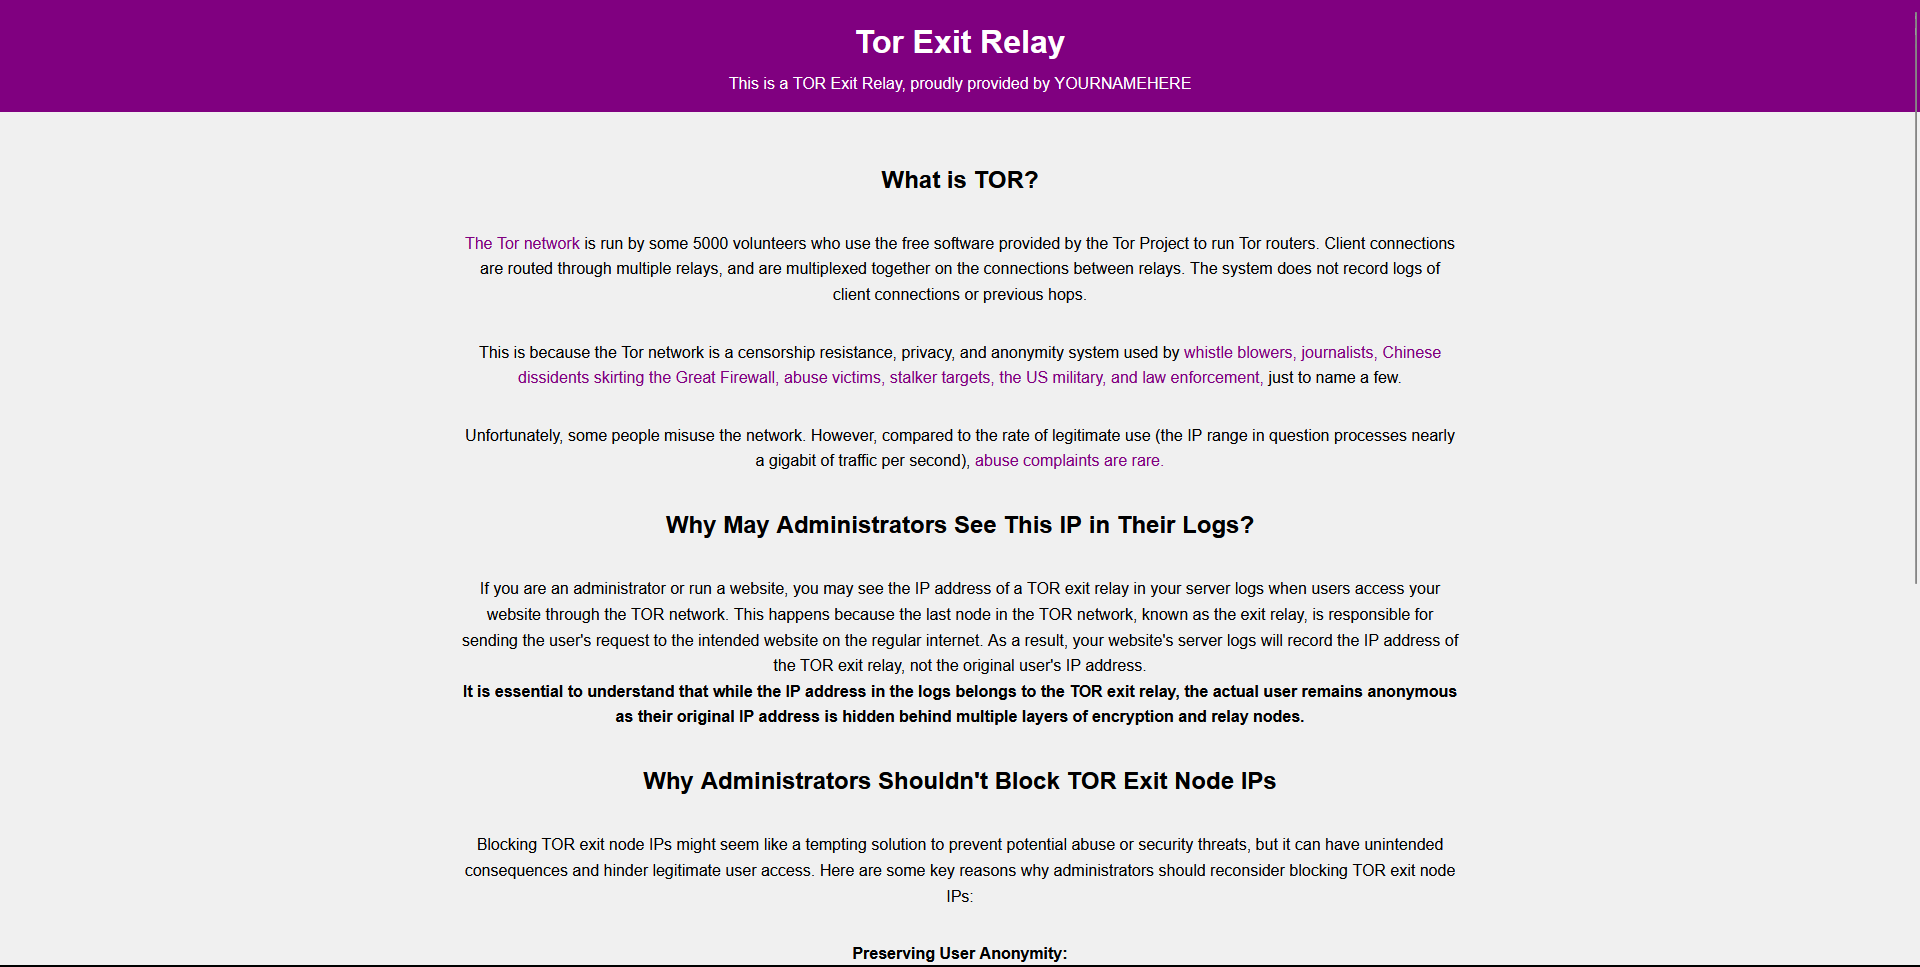 Tor Exit Relay
This is a TOR Exit Relay, proudly provided by YOURNAMEHERE
What is TOR?
The Tor network is run by some 5000 volunteers who use the free software provided by the Tor Project to run Tor routers. Client connections
are routed through multiple relays, and are multiplexed together on the connections between relays. The system does not record logs of
client connections or previous hops.
This is because the Tor network is a censorship resistance, privacy, and anonymity system used by whistle blowers, journalists, Chinese
dissidents skirting the Great Firewall, abuse victims, stalker targets, the US military, and law enforcement, just to name a few.
Unfortunately, some people misuse the network. However, compared to the rate of legitimate use (the IP range in question processes nearly
a gigabit of traffic per second), abuse complaints are rare.
Why May Administrators See This IP in Their Logs?
If you are an administrator or run a website, you may see the IP address of a TOR exit relay in your server logs when users access your
website through the TOR network. This happens because the last node in the TOR network, known as the exit relay, is responsible for
sending the user's request to the intended website on the regular internet. As a result, your website's server logs will record the IP address of
the TOR exit relay, not the original user's IP address.
It is essential to understand that while the IP address in the logs belongs to the TOR exit relay, the actual user remains anonymous
as their original IP address is hidden behind multiple layers of encryption and relay nodes.
Why Administrators Shouldn't Block TOR Exit Node IPs
Blocking TOR exit node IPs might seem like a tempting solution to prevent potential abuse or security threats, but it can have unintended
consequences and hinder legitimate user access. Here are some key reasons why administrators should reconsider blocking TOR exit node
IPs:
Preserving User Anonymity: